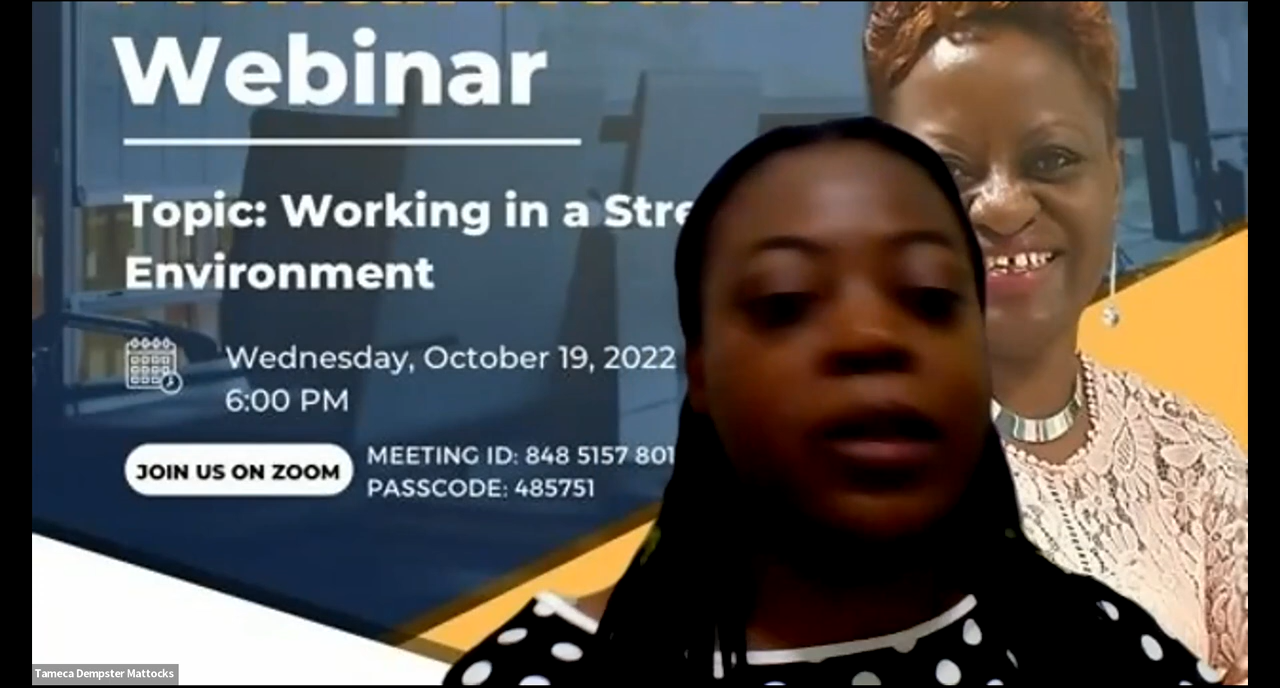 Webinar
Topic: Working in a Stre
Environment
Wednesday, October 19, 2022
6:00 PM
JOIN US ON ZOOM
MEETING ID: 848 5157 801
PASSCODE: 485751
Tameca Dempster Mattocks